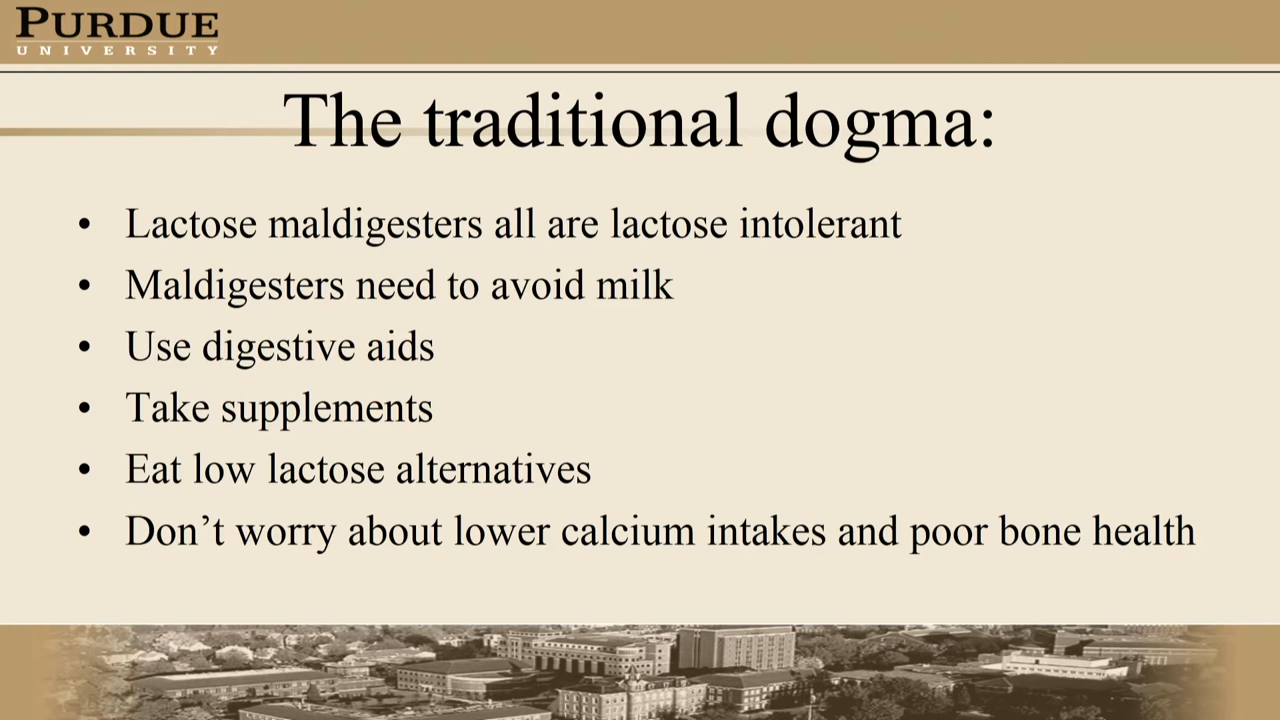 PURDUE
UNIVERSITY
The traditional dogma:
• Lactose maldigesters all are lactose intolerant
• Maldigesters need to avoid milk
• Use digestive aids
• Take supplements
• Eat low lactose alternatives
• Don’t worry about lower calcium intakes and poor bone health